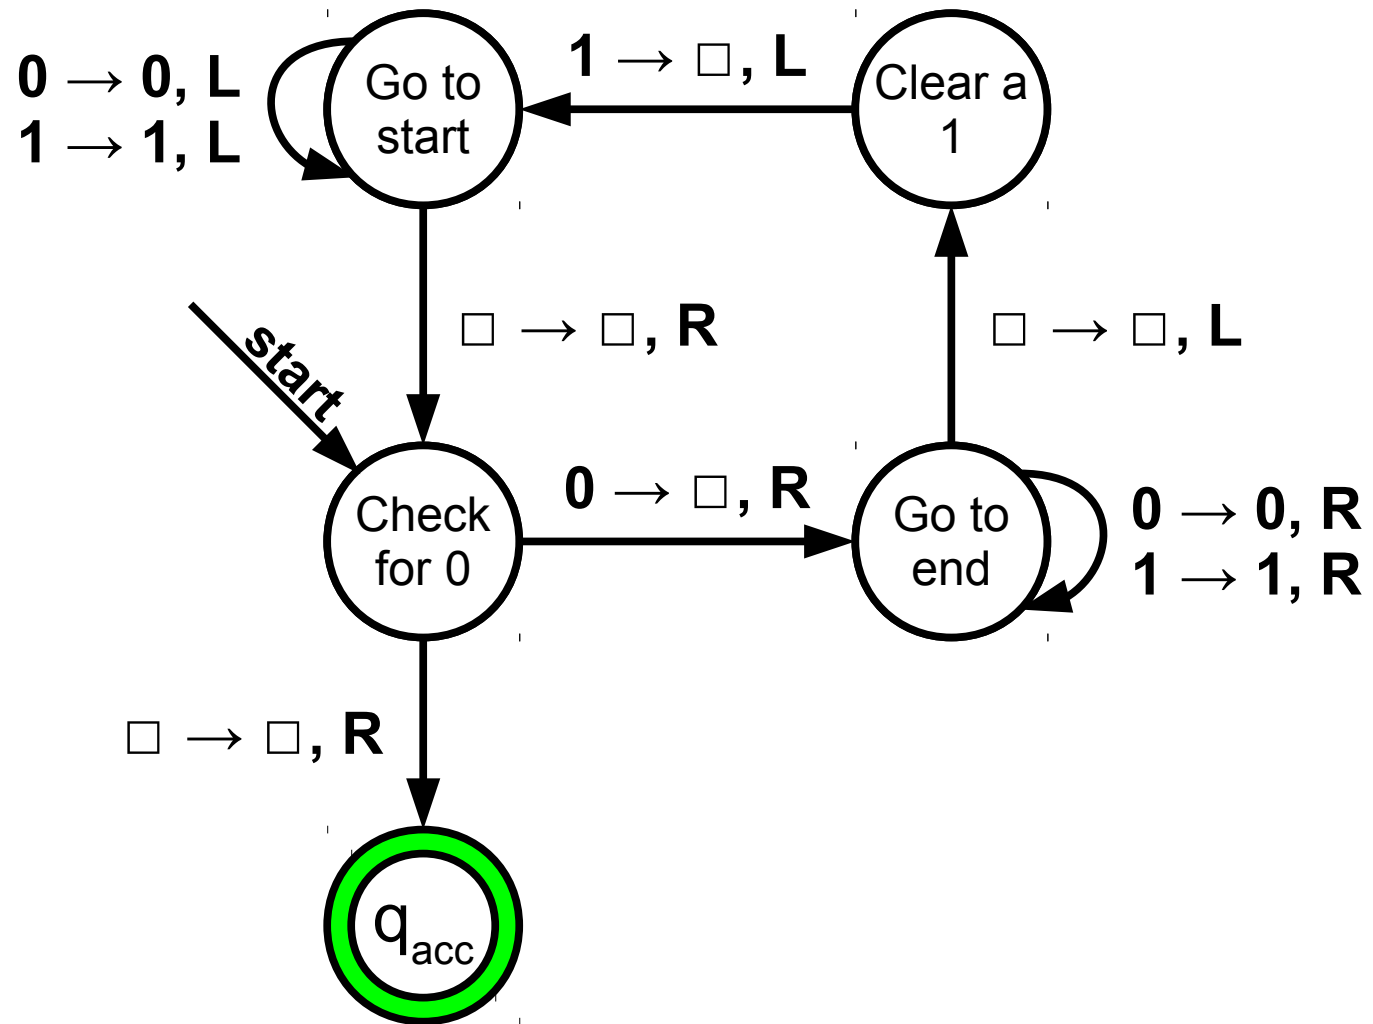 0 → 0, L
1 → 1, L
Go to
start
1 → □, L
Clear a
1
□ → □, R
□ → □, L
start
Check
for 0
0 → □, R
Go to
end
0 → 0, R
1 → 1, R
□ → □, R
qacc